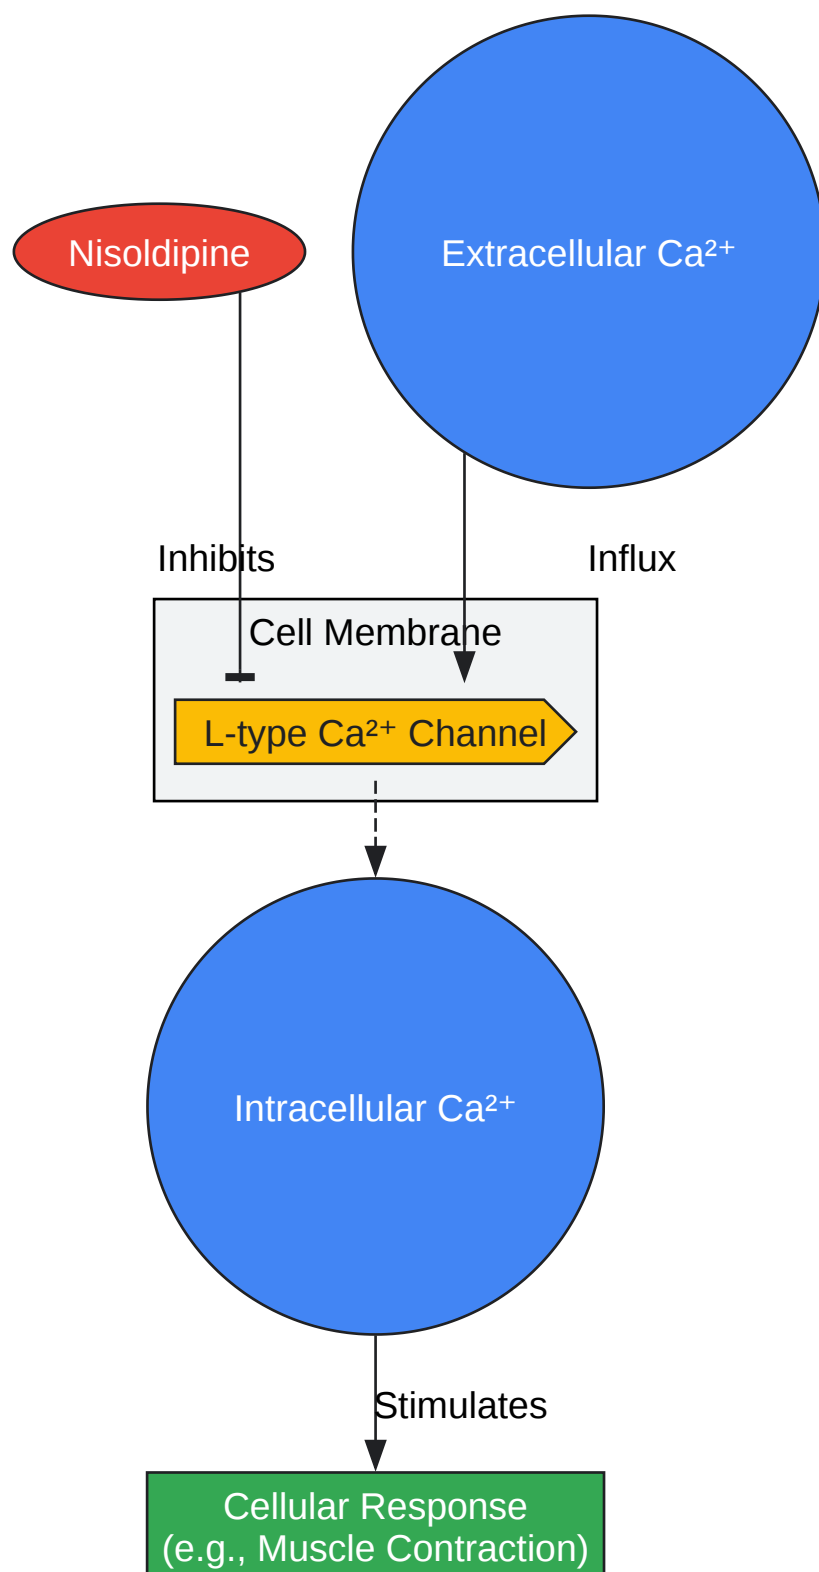 Nisoldipine
Extracellular Ca²⁺
Inhibits
Influx
Cell Membrane
L-type Ca²⁺ Channel
Intracellular Ca²⁺
Stimulates
Cellular Response
(e.g., Muscle Contraction)